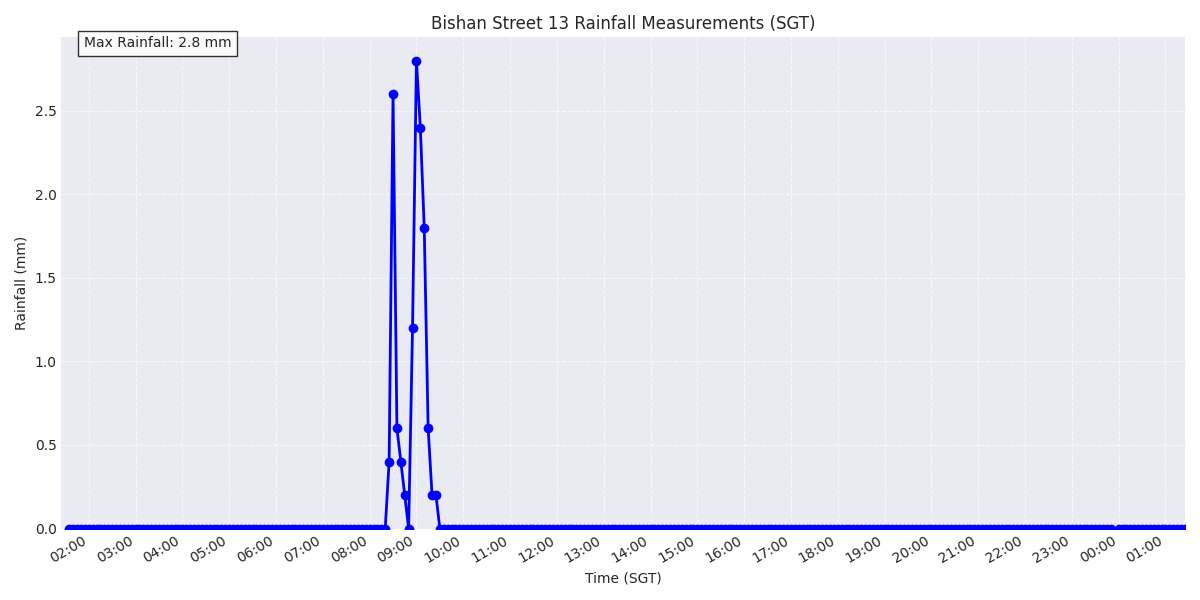 Bishan Street 13 Rainfall Measurements (SGT)
Max Rainfall: 2.8 mm
Rainfall (mm)
2.5
2.0
1.5
1.0
0.5
0.0
02:00 03:00 04:00 05:00 06:00 07:00 08:00 09:00 10:00 11:00 12:00 13:00 14:00 15:00 16:00 17:00 18:00 19:00 20:00 21:00 22:00 23:00 00:00 01:00
Time (SGT)